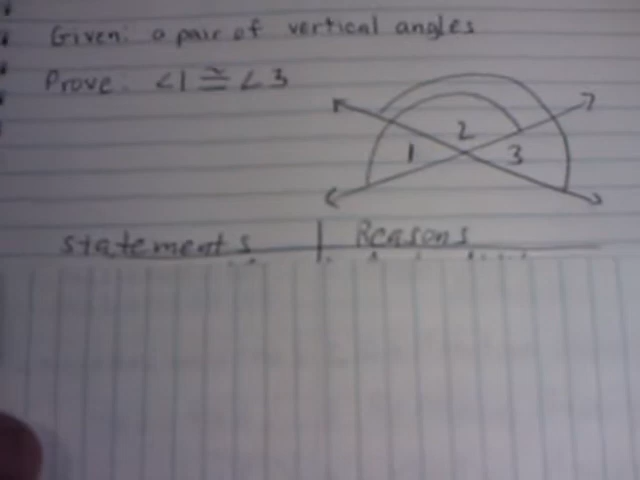 Given: a pair of vertical angles
Prove: ∠1 ≅ ∠3
2
1
3
statements | Reasons